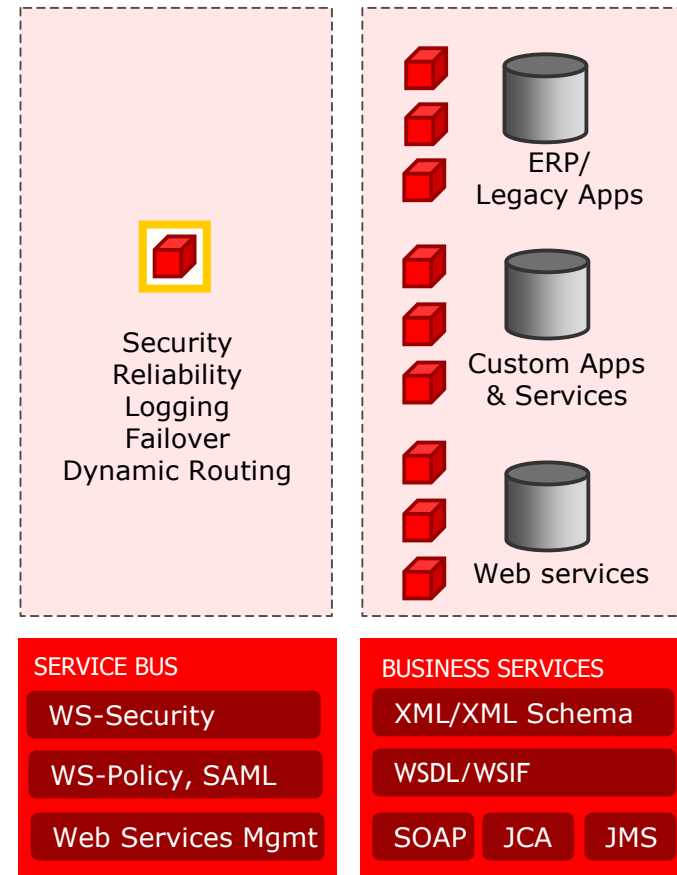 Security
Reliability
Logging
Failover
Dynamic Routing
ERP/
Legacy Apps
Custom Apps
& Services
Web services
SERVICE BUS
WS-Security
WS-Policy, SAML
Web Services Mgmt
BUSINESS SERVICES
XML/XML Schema
WSDL/WSIF
SOAP
JCA
JMS